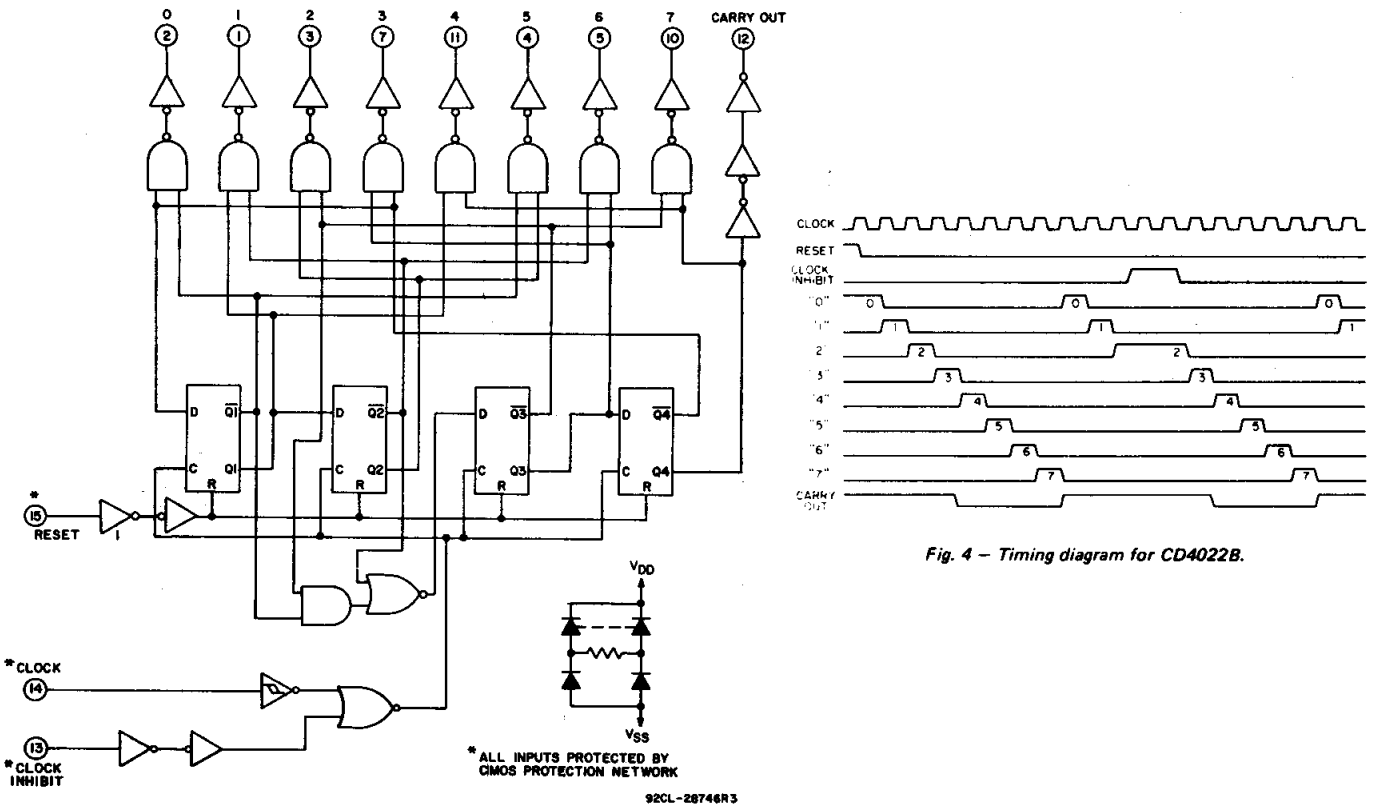 0 1 2 3 4 5 6 7 CARRY OUT
2 1 3 7 11 4 5 10 12
D Q1 D Q2 D Q3 D Q4
C Q1 C Q2 C Q3 C Q4
R R R R
*
15
RESET
1
*CLOCK
14
13
*CLOCK
INHIBIT
VDD
VSS
*ALL INPUTS PROTECTED BY
CMOS PROTECTION NETWORK
92CL-28746R3
CLOCK
RESET
CLOCK
INHIBIT
"0" 0 0 0
"1" 1 1 1
2 2 2
"3" 3 3
"4" 4 4
"5" 5 5
"6" 6 6
"7" 7 7
CARRY
OUT
Fig. 4 – Timing diagram for CD4022B.